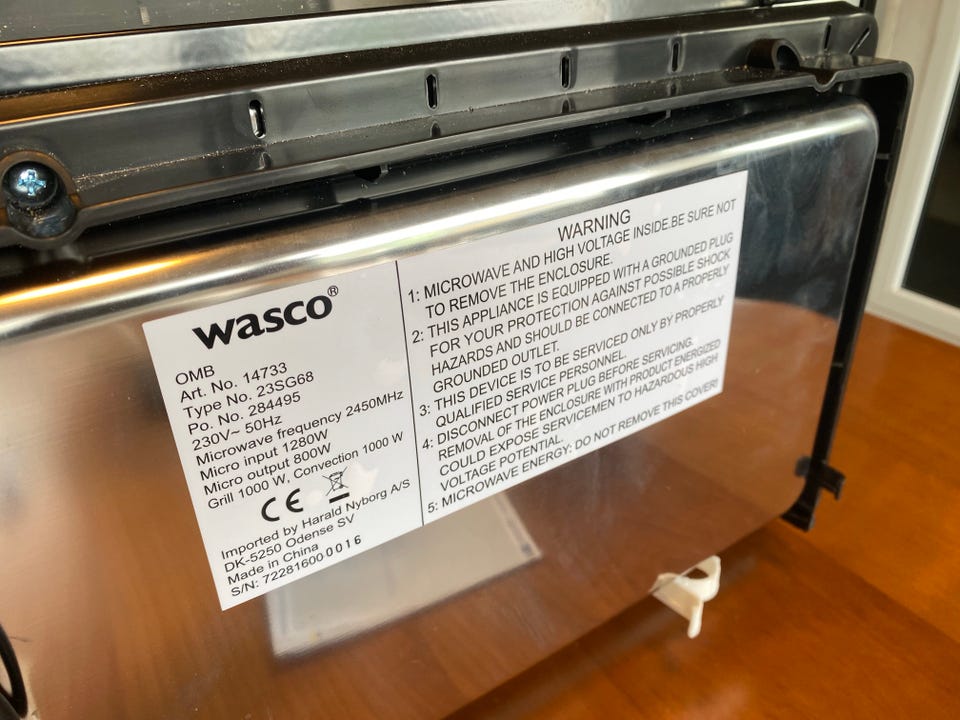 wasco®
OMB
Art. No. 14733
Type No. 23SG68
Po. No. 284495
230V~ 50Hz
Microwave frequency 2450MHz
Micro input 1280W
Micro output 800W
Grill 1000 W, Convection 1000 W
CE
Imported by Harald Nyborg A/S
DK-5250 Odense SV
Made in China
S/N: 722816000016
WARNING
1: MICROWAVE AND HIGH VOLTAGE INSIDE.BE SURE NOT
TO REMOVE THE ENCLOSURE.
2: THIS APPLIANCE IS EQUIPPED WITH A GROUNDED PLUG
FOR YOUR PROTECTION AGAINST POSSIBLE SHOCK
HAZARDS AND SHOULD BE CONNECTED TO A PROPERLY
GROUNDED OUTLET.
3: THIS DEVICE IS TO BE SERVICED ONLY BY PROPERLY
QUALIFIED SERVICE PERSONNEL.
4: DISCONNECT POWER PLUG BEFORE SERVICING.
REMOVAL OF THE ENCLOSURE WITH PRODUCT ENERGIZED
COULD EXPOSE SERVICEMEN TO HAZARDOUS HIGH
VOLTAGE POTENTIAL.
5: MICROWAVE ENERGY: DO NOT REMOVE THIS COVER!